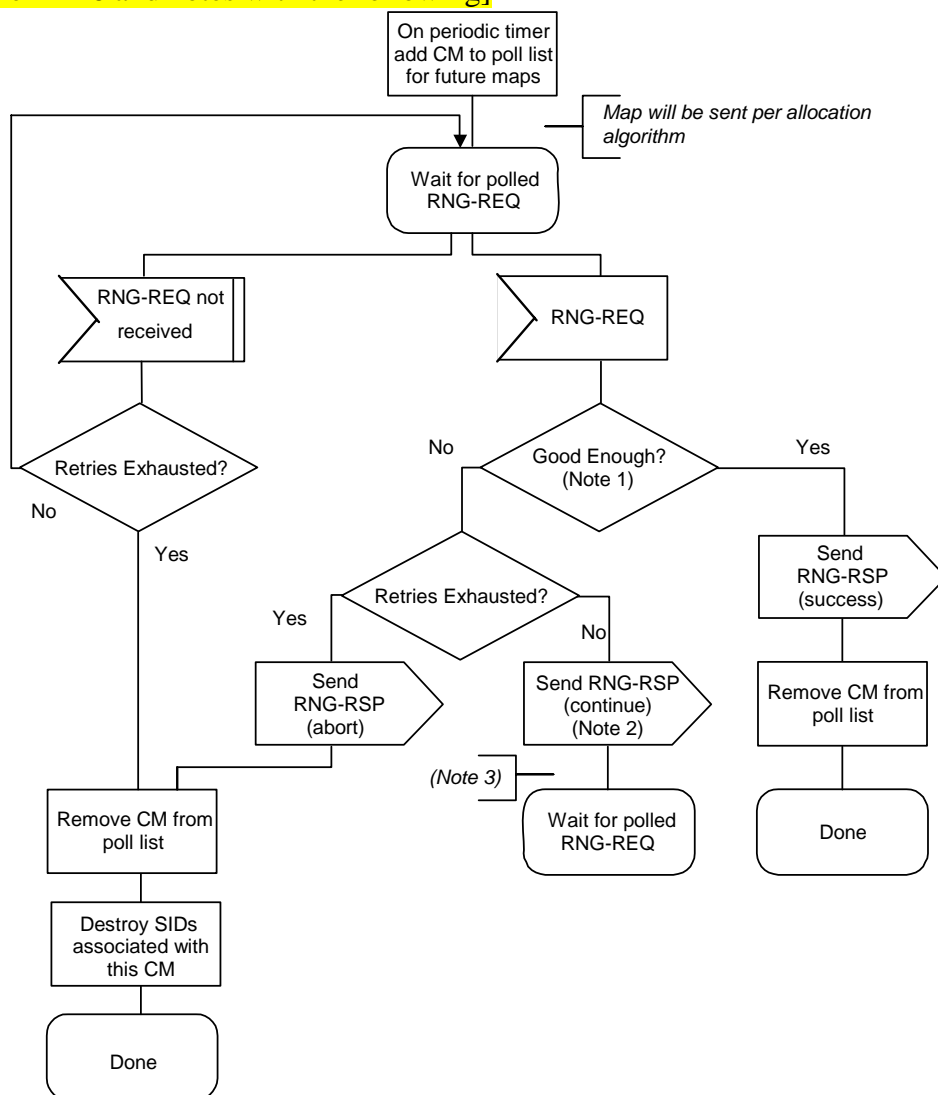 On periodic timer
add CM to poll list
for future maps
Map will be sent per allocation
algorithm
Wait for polled
RNG-REQ
RNG-REQ not
received
RNG-REQ
Retries Exhausted?
No
Yes
No
Good Enough?
(Note 1)
Yes
Retries Exhausted?
Yes
No
Send
RNG-RSP
(success)
Send
RNG-RSP
(abort)
Send RNG-RSP
(continue)
(Note 2)
Remove CM from
poll list
(Note 3)
Remove CM from
poll list
Wait for polled
RNG-REQ
Done
Destroy SIDs
associated with
this CM
Done